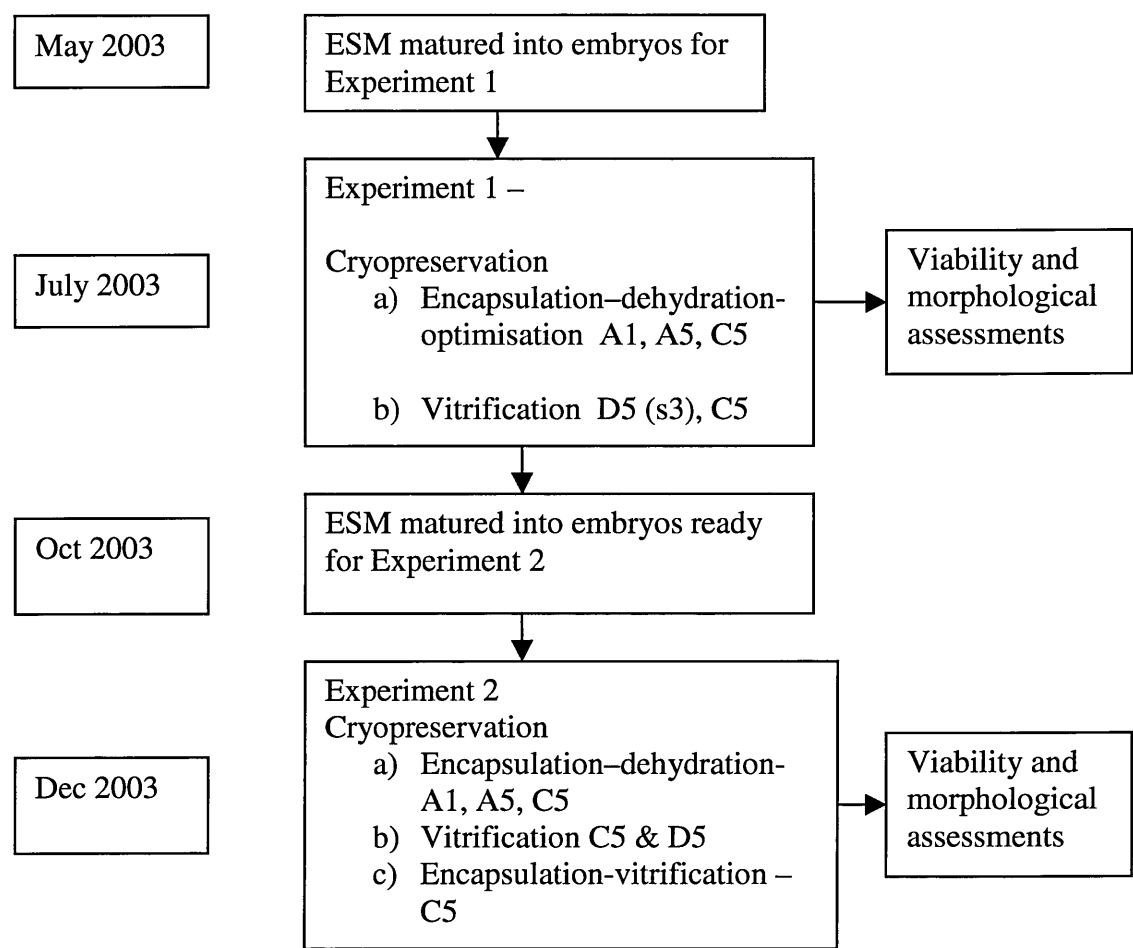 May 2003
ESM matured into embryos for
Experiment 1
July 2003
Experiment 1 –
Cryopreservation
a) Encapsulation–dehydration-
optimisation A1, A5, C5
b) Vitrification D5 (s3), C5
Viability and
morphological
assessments
Oct 2003
ESM matured into embryos ready
for Experiment 2
Dec 2003
Experiment 2
Cryopreservation
a) Encapsulation–dehydration-
A1, A5, C5
b) Vitrification C5 & D5
c) Encapsulation-vitrification –
C5
Viability and
morphological
assessments